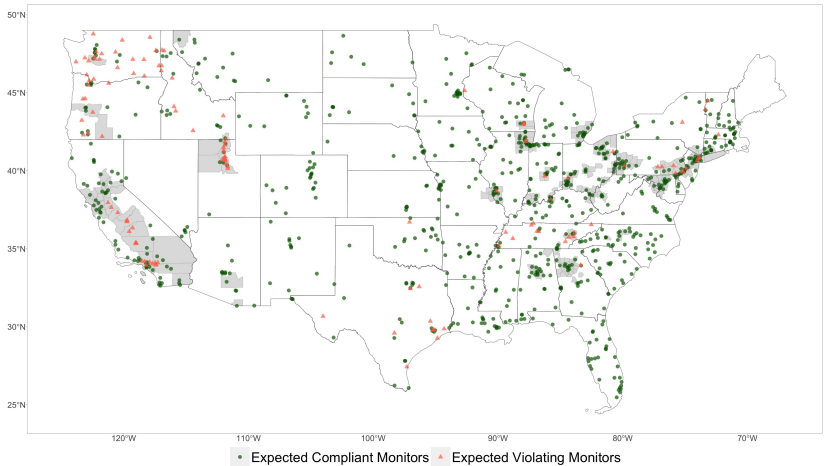 50°N
45°N
40°N
35°N
30°N
25°N
120°W 110°W 100°W 90°W 80°W 70°W
Expected Compliant Monitors Expected Violating Monitors